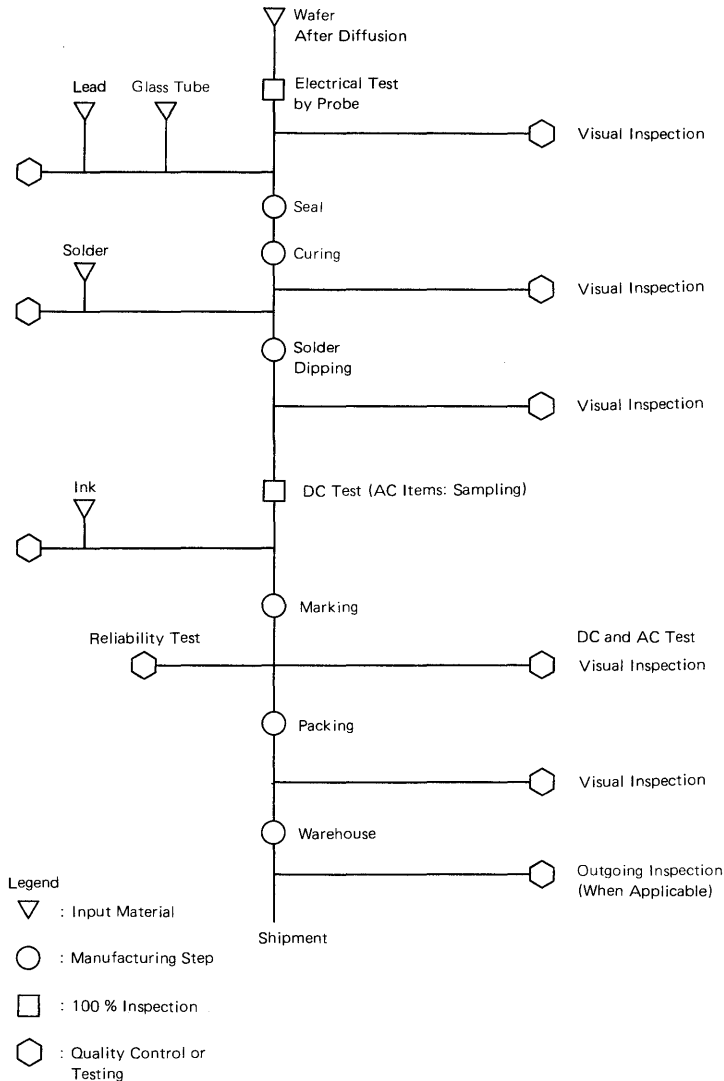 Wafer
After Diffusion
Electrical Test
by Probe
Lead
Glass Tube
Visual Inspection
Seal
Curing
Solder
Visual Inspection
Solder
Dipping
Visual Inspection
Ink
DC Test (AC Items: Sampling)
Marking
Reliability Test
DC and AC Test
Visual Inspection
Packing
Visual Inspection
Warehouse
Outgoing Inspection
(When Applicable)
Shipment
Legend
: Input Material
: Manufacturing Step
: 100 % Inspection
: Quality Control or
Testing